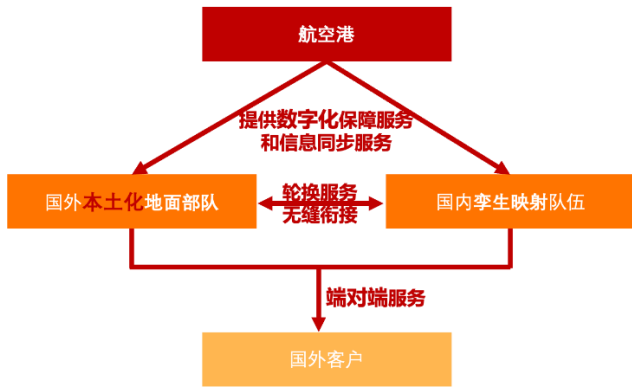 航空港
提供数字化保障服务
和信息同步服务
国外本土化地面部队
轮换服务
无缝衔接
国内孪生映射队伍
端对端服务
国外客户